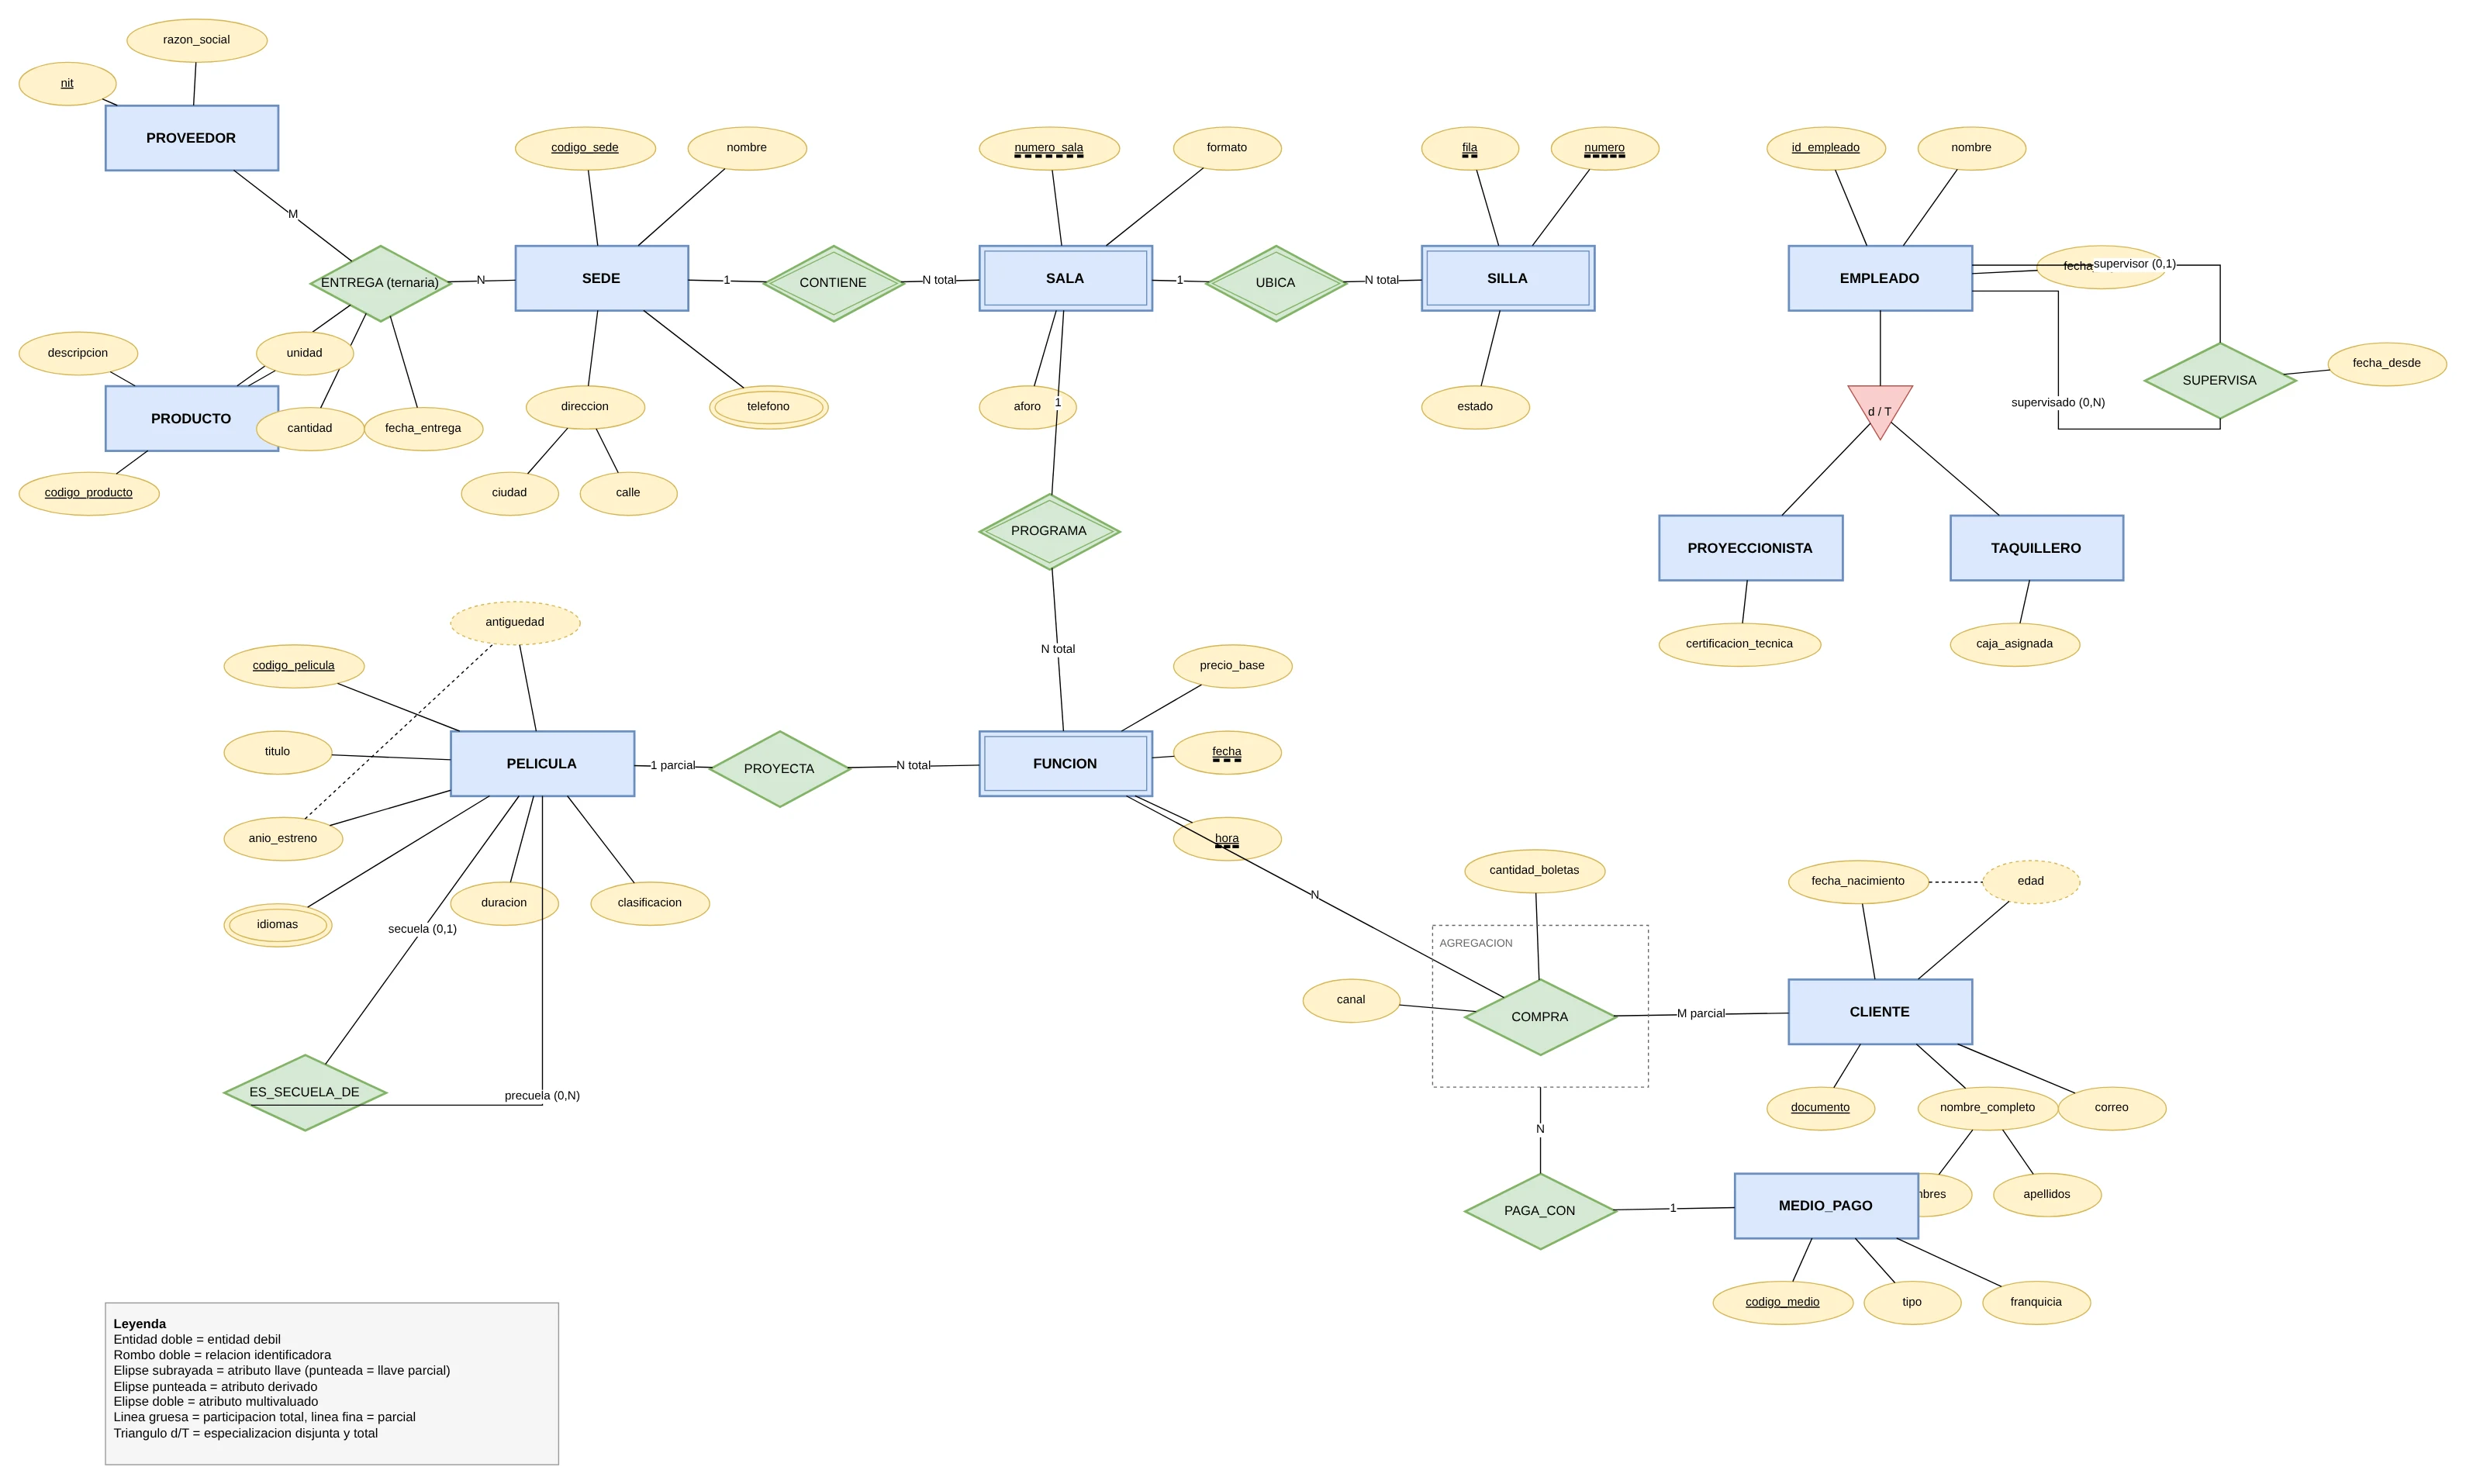 razon_social
nit
PROVEEDOR
codigo_sede
nombre
numero_sala
formato
fila
numero
id_empleado
nombre
M
ENTREGA (ternaria)
N
SEDE
1
CONTIENE
N total
SALA
1
UBICA
N total
SILLA
EMPLEADO
supervisor (0,1)
descripcion
unidad
PRODUCTO
cantidad
fecha_entrega
codigo_producto
direccion
telefono
ciudad
calle
aforo
1
estado
d / T
supervisado (0,N)
SUPERVISA
fecha_desde
PROGRAMA
PROYECCIONISTA
TAQUILLERO
certificacion_tecnica
caja_asignada
antiguedad
codigo_pelicula
N total
precio_base
titulo
PELICULA
1 parcial
PROYECTA
N total
FUNCION
fecha
anio_estreno
hora
idiomas
duracion
clasificacion
secuela (0,1)
N
cantidad_boletas
fecha_nacimiento
edad
AGREGACION
canal
COMPRA
M parcial
CLIENTE
ES_SECUELA_DE
precuela (0,N)
documento
nombre_completo
correo
N
apellidos
PAGA_CON
1
MEDIO_PAGO
codigo_medio
tipo
franquicia
Leyenda
Entidad doble = entidad debil
Rombo doble = relacion identificadora
Elipse subrayada = atributo llave (punteada = llave parcial)
Elipse punteada = atributo derivado
Elipse doble = atributo multivaluado
Linea gruesa = participacion total, linea fina = parcial
Triangulo d/T = especializacion disjunta y total